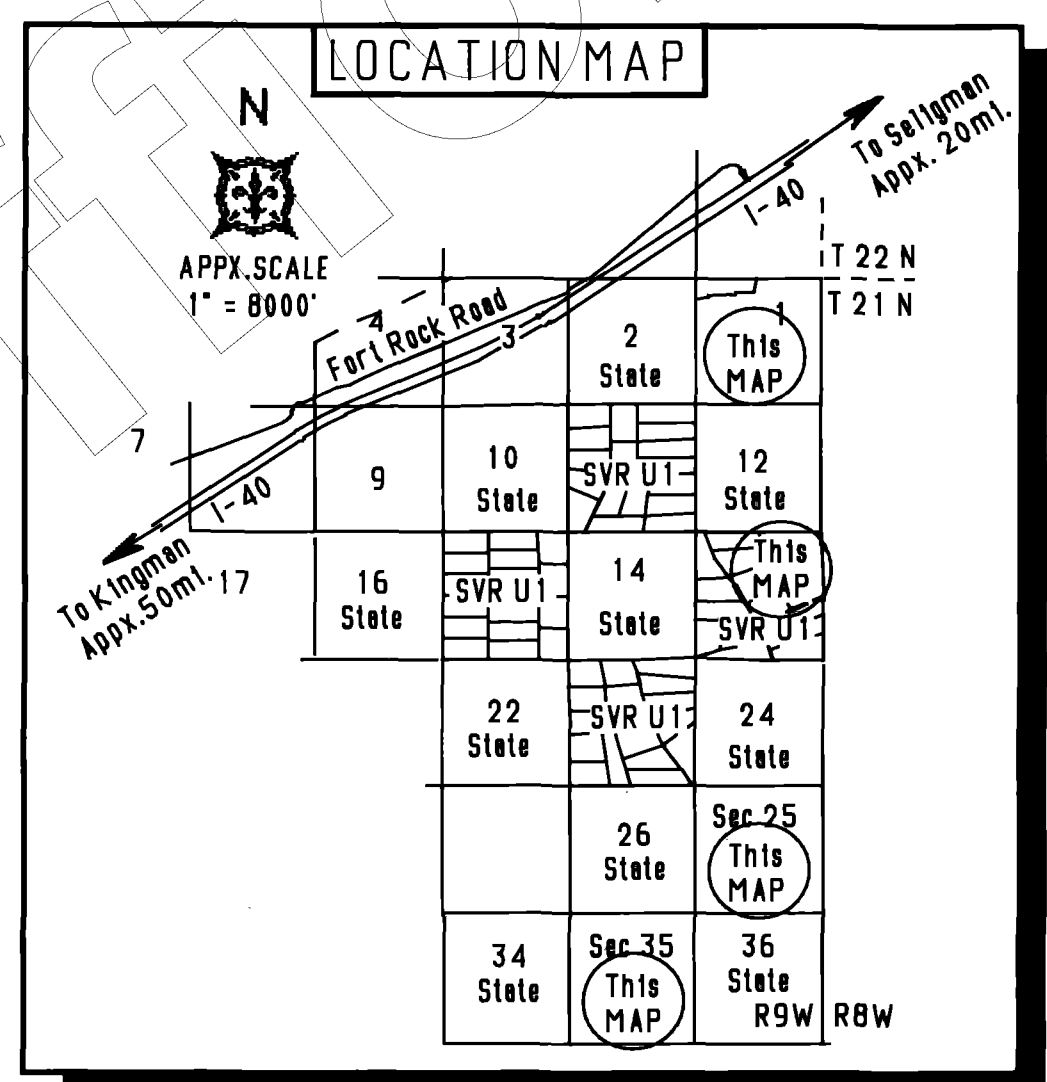 LOCATION MAP
N
APPX.SCALE
1" = 8000'
To Seligman
Appx. 20mi.
I-40
T 22 N
T 21 N
4
Fort Rock Road
3
2
State
1
This
MAP
7
9
10
State
SVR U1
12
State
I-40
To Kingman
Appx.50mi.
17
16
State
SVR U1
14
State
This
MAP
SVR U1
22
State
SVR U1
24
State
26
State
Sec 25
This
MAP
34
State
Sec 35
This
MAP
36
State
R9W R8W